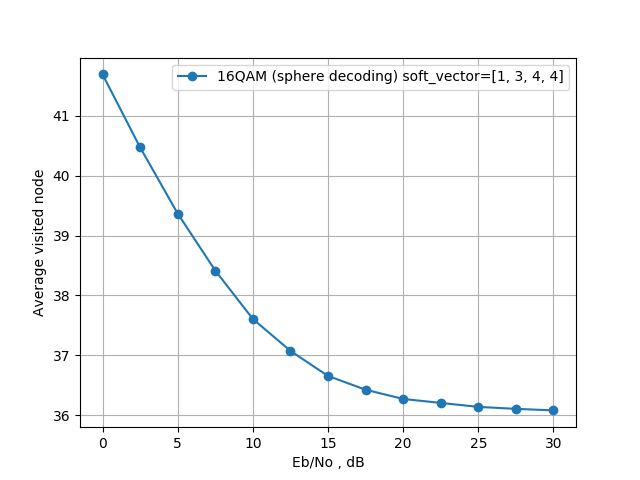 16QAM (sphere decoding) soft_vector=[1, 3, 4, 4]
41
40
39
38
37
36
Average visited node
0 5 10 15 20 25 30
Eb/No , dB